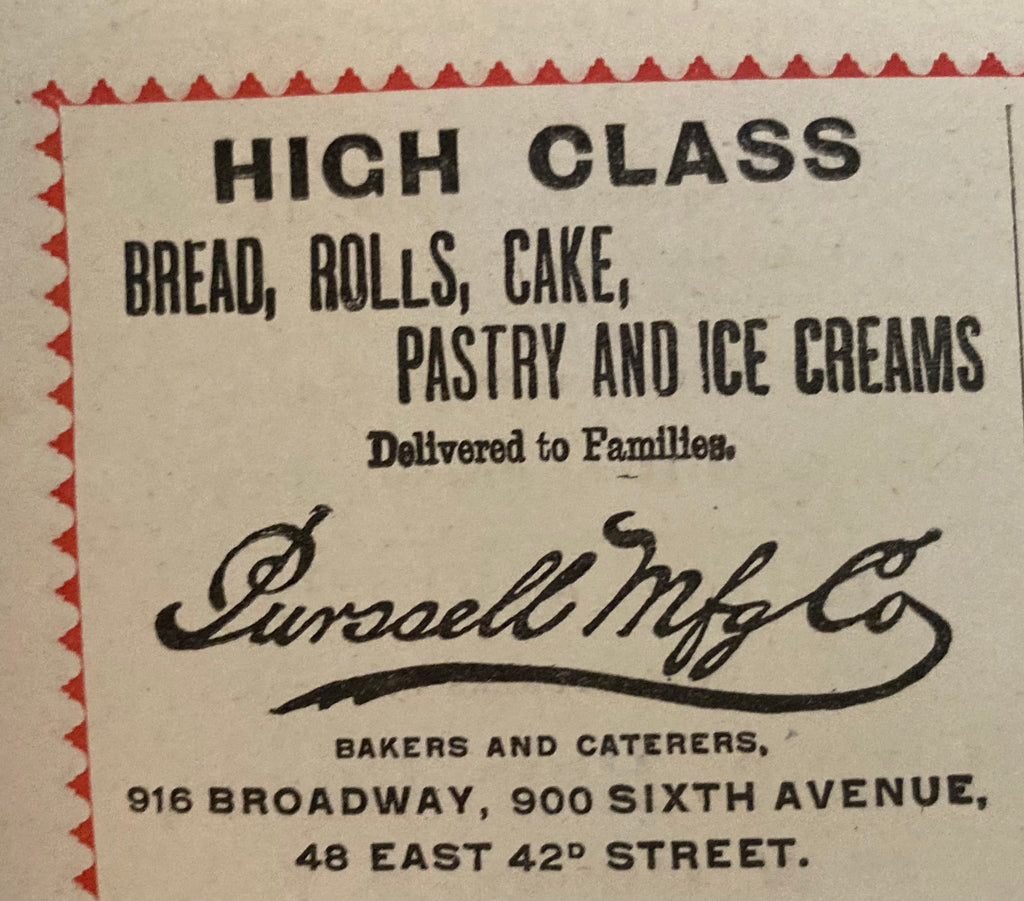 HIGH CLASS
BREAD, ROLLS, CAKE,
PASTRY AND ICE CREAMS
Delivered to Families.
Purssell Mfg Co
BAKERS AND CATERERS,
916 BROADWAY, 900 SIXTH AVENUE,
48 EAST 42D STREET.